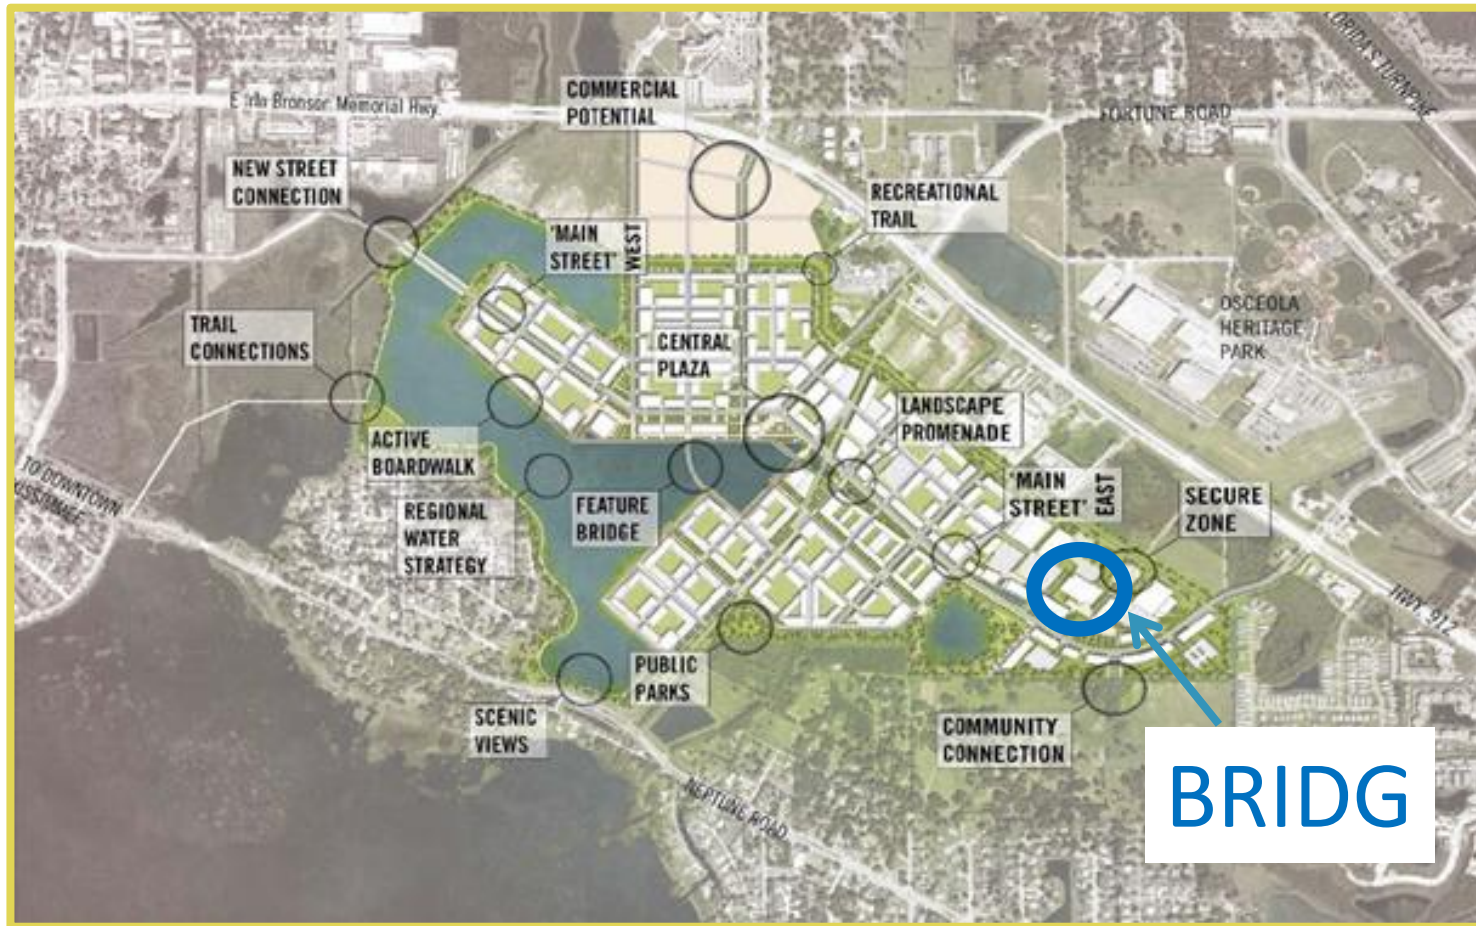 COMMERCIAL
POTENTIAL
FORTUNE ROAD
Memorial Hwy.
NEW STREET
CONNECTION
RECREATIONAL
TRAIL
'MAIN
STREET'
WEST
OSCEOLA
HERITAGE
PARK
TRAIL
CONNECTIONS
CENTRAL
PLAZA
LANDSCAPE
PROMENADE
ACTIVE
BOARDWALK
'MAIN
STREET'
EAST
SECURE
ZONE
TO DOWNTOWN
REGIONAL
WATER
STRATEGY
FEATURE
BRIDGE
HWY 912
PUBLIC
PARKS
SCENIC
VIEWS
COMMUNITY
CONNECTION
NEPTUNE ROAD
BRIDG